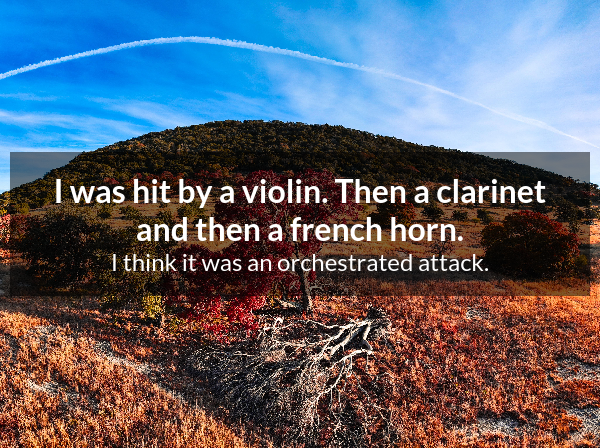 I was hit by a violin. Then a clarinet
and then a french horn.
I think it was an orchestrated attack.